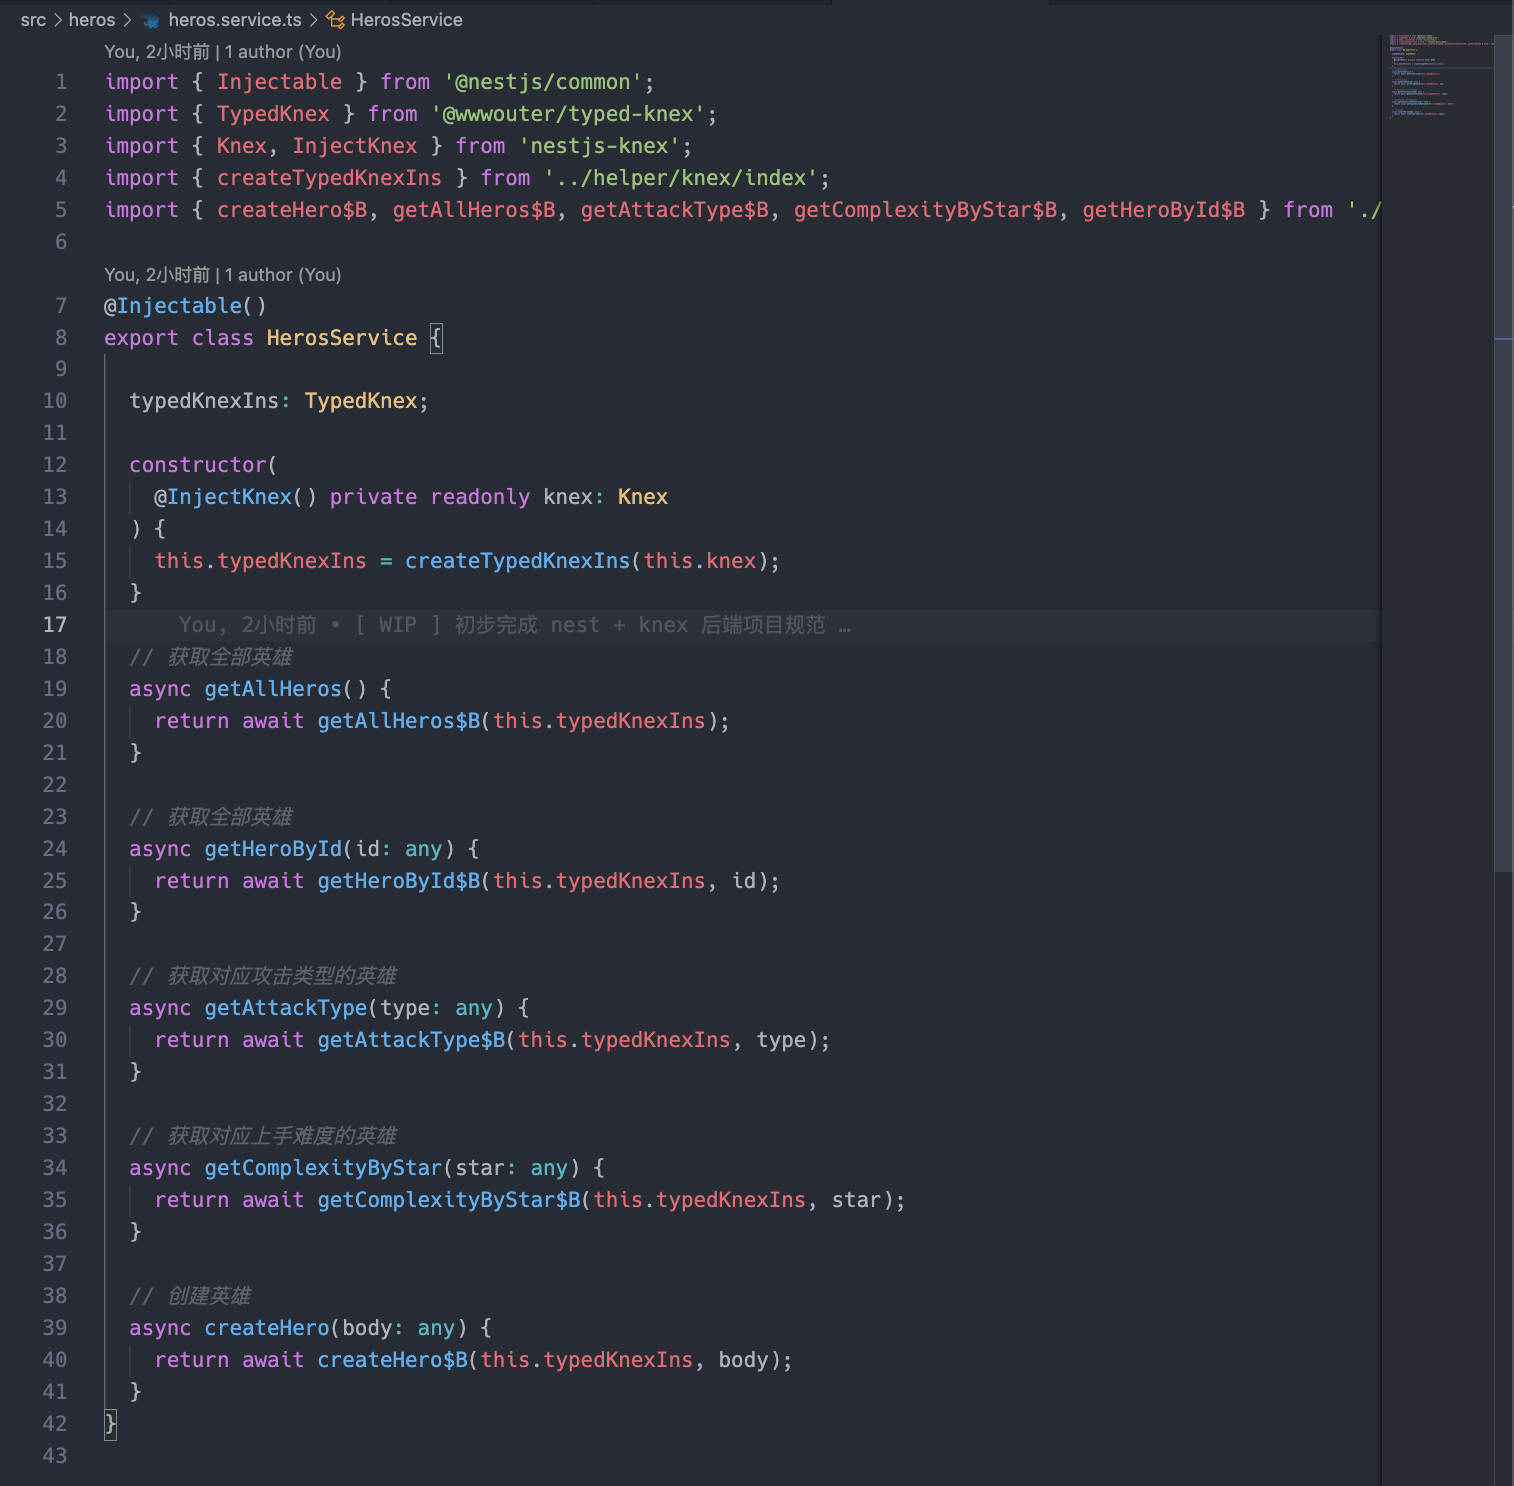 src > heros > heros.service.ts > HerosService
You, 2小时前 | 1 author (You)
1 import { Injectable } from '@nestjs/common';
2 import { TypedKnex } from '@wwwouter/typed-knex';
3 import { Knex, InjectKnex } from 'nestjs-knex';
4 import { createTypedKnexIns } from '../helper/knex/index';
5 import { createHero$B, getAllHeros$B, getAttackType$B, getComplexityByStar$B, getHeroById$B } from './
6
You, 2小时前 | 1 author (You)
7 @Injectable()
8 export class HerosService {
9
10 typedKnexIns: TypedKnex;
11
12 constructor(
13 @InjectKnex() private readonly knex: Knex
14 ) {
15 this.typedKnexIns = createTypedKnexIns(this.knex);
16 }
17 You, 2小时前 • [ WIP ] 初步完成 nest + knex 后端项目规范 …
18 // 获取全部英雄
19 async getAllHeros() {
20 return await getAllHeros$B(this.typedKnexIns);
21 }
22
23 // 获取全部英雄
24 async getHeroById(id: any) {
25 return await getHeroById$B(this.typedKnexIns, id);
26 }
27
28 // 获取对应攻击类型的英雄
29 async getAttackType(type: any) {
30 return await getAttackType$B(this.typedKnexIns, type);
31 }
32
33 // 获取对应上手难度的英雄
34 async getComplexityByStar(star: any) {
35 return await getComplexityByStar$B(this.typedKnexIns, star);
36 }
37
38 // 创建英雄
39 async createHero(body: any) {
40 return await createHero$B(this.typedKnexIns, body);
41 }
42 }
43